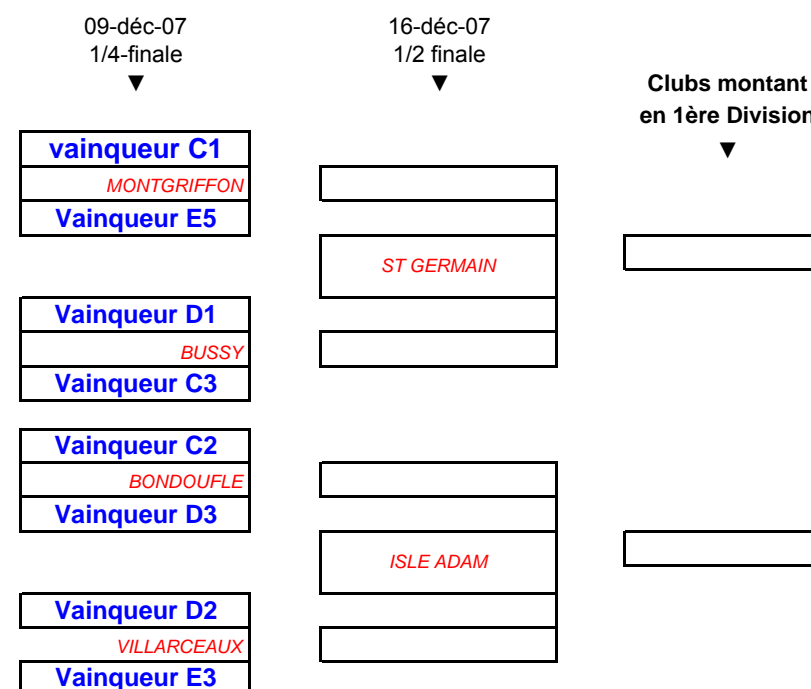 09-déc-07
1/4-finale
▼
16-déc-07
1/2 finale
▼
Clubs montant
en 1ère Division
▼
vainqueur C1
MONTGRIFFON
Vainqueur E5
ST GERMAIN
Vainqueur D1
BUSSY
Vainqueur C3
Vainqueur C2
BONDOUFLE
Vainqueur D3
ISLE ADAM
Vainqueur D2
VILLARCEAUX
Vainqueur E3